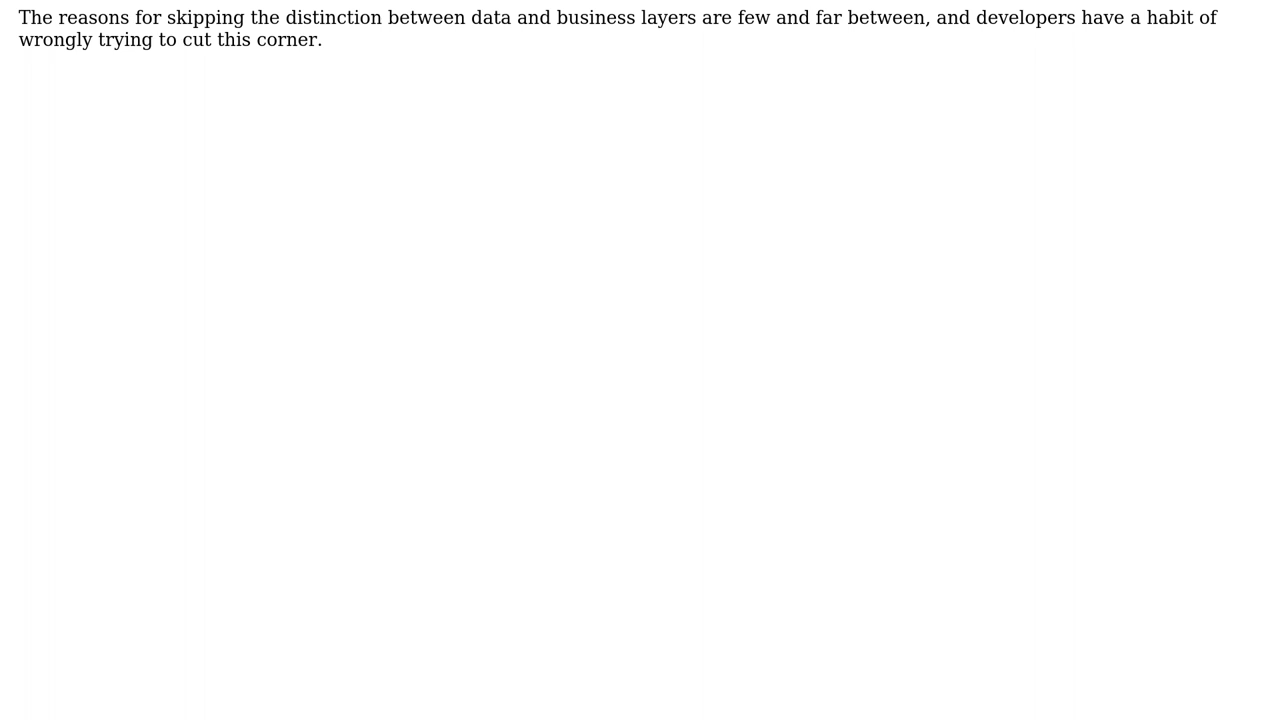 The reasons for skipping the distinction between data and business layers are few and far between, and developers have a habit of
wrongly trying to cut this corner.